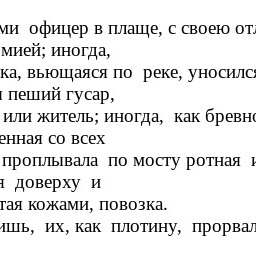 ми офицер в плаще, с своею отл
мией; иногда,
ка, вьющаяся по реке, уносился
пеший гусар,
или житель; иногда, как бревно
енная со всех
проплывала по мосту ротная и
доверху и
тая кожами, повозка.
ишь, их, как плотину, прорвал